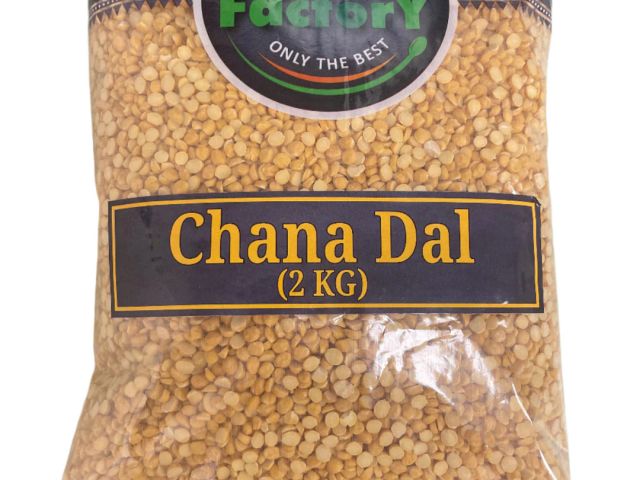 Factory
ONLY THE BEST
Chana Dal
(2 KG)